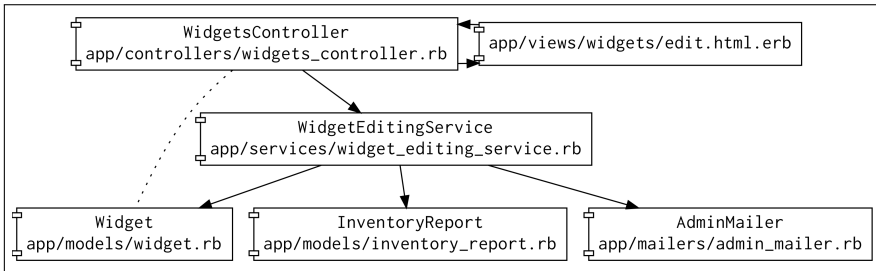 WidgetsController
app/controllers/widgets_controller.rb
app/views/widgets/edit.html.erb
WidgetEditingService
app/services/widget_editing_service.rb
Widget
app/models/widget.rb
InventoryReport
app/models/inventory_report.rb
AdminMailer
app/mailers/admin_mailer.rb